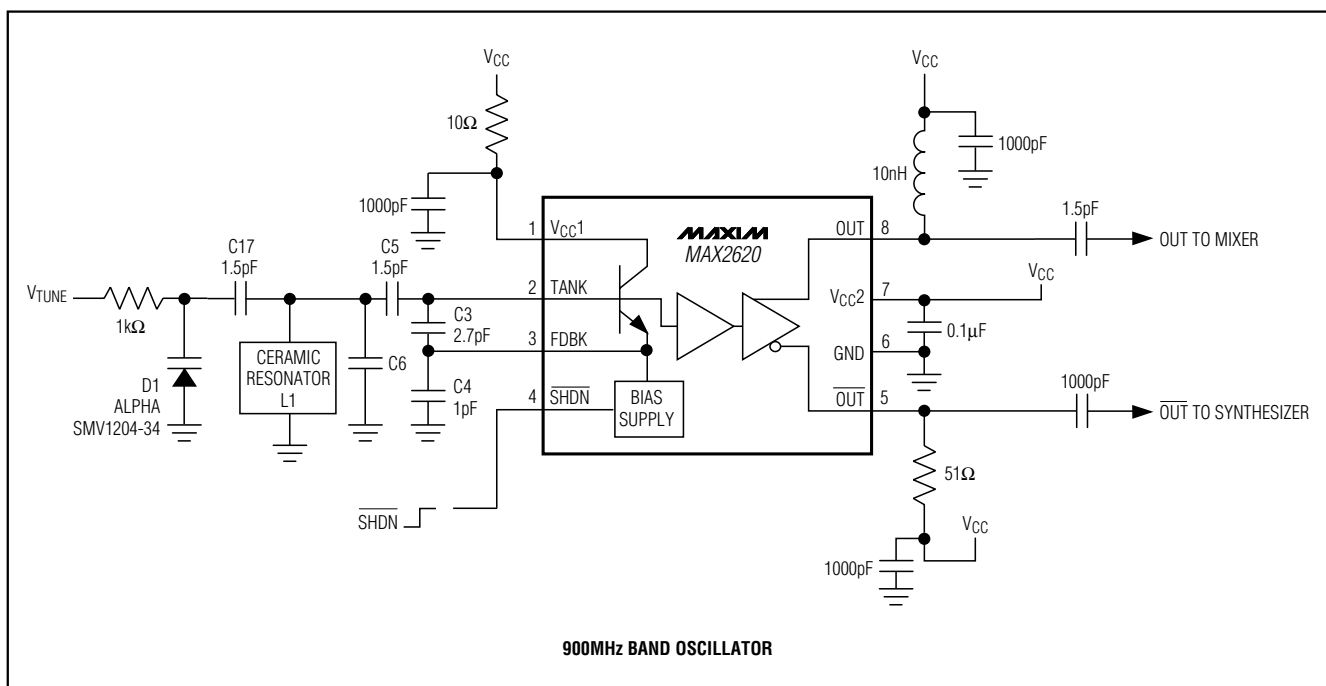 VCC
10Ω
1000pF
VCC
1000pF
10nH
1.5pF
OUT TO MIXER
VCC
0.1µF
1000pF
OUT TO SYNTHESIZER
51Ω
VCC
1000pF
VTUNE
1kΩ
D1
ALPHA
SMV1204-34
C17
1.5pF
CERAMIC
RESONATOR
L1
C6
C5
1.5pF
C3
2.7pF
C4
1pF
SHDN
1
2
3
4
VCC1
TANK
FDBK
SHDN
MAXIM
MAX2620
BIAS
SUPPLY
OUT
VCC2
GND
OUT
8
7
6
5
900MHz BAND OSCILLATOR